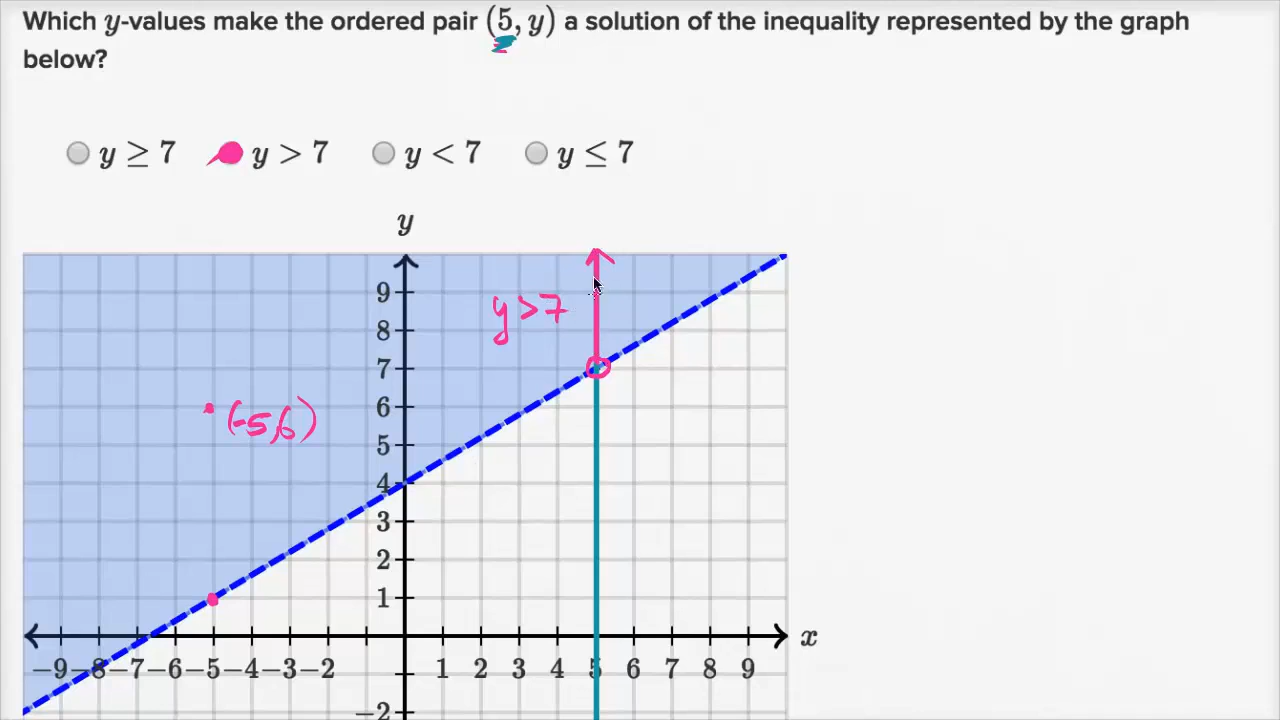 Which y-values make the ordered pair (5, y) a solution of the inequality represented by the graph
below?
y ≥ 7 y > 7 y < 7 y ≤ 7
y
9
y>7
8
7
6
(-5,6)
5
4
3
2
1
x
−9 −8 −7 −6 −5 −4 −3 −2 1 2 3 4 5 6 7 8 9
−2